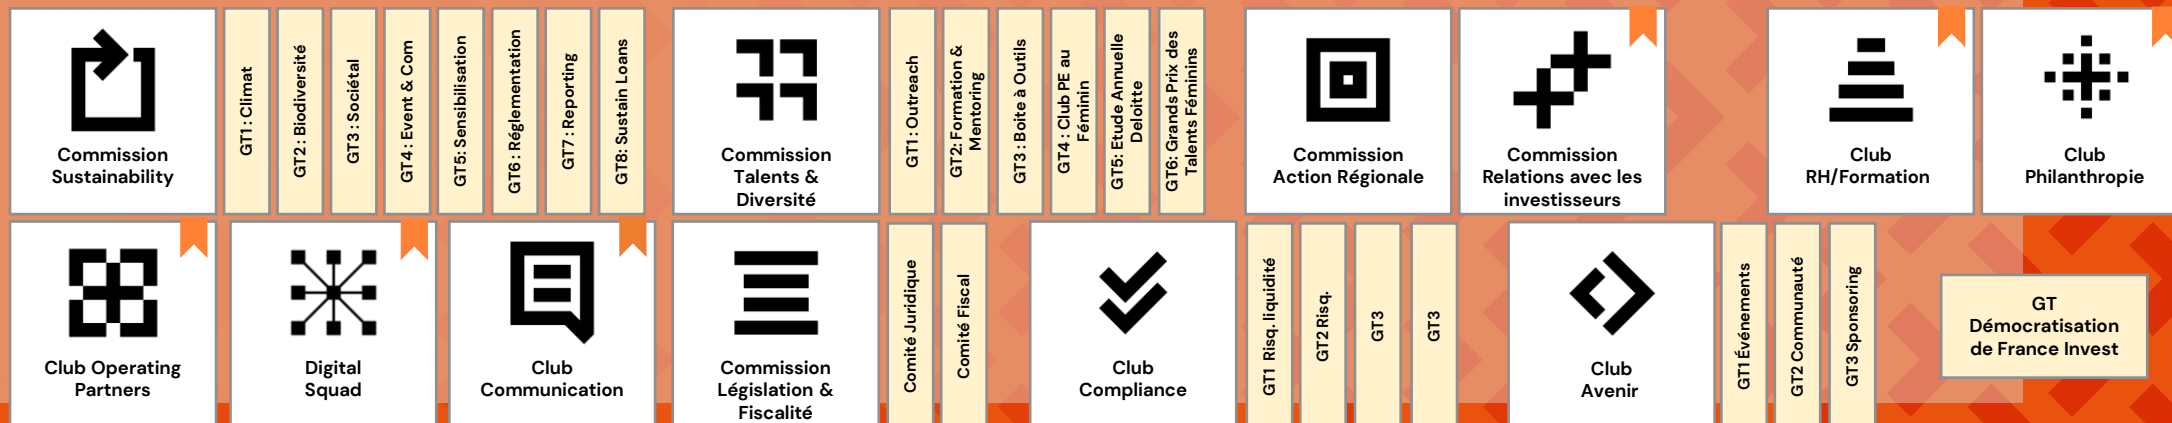 Commission
Sustainability
GT1 : Climat
GT2 : Biodiversité
GT3 : Sociétal
GT4 : Event & Com
GT5: Sensibilisation
GT6 : Réglementation
GT7 : Reporting
GT8: Sustain Loans
Commission
Talents &
Diversité
GT1 : Outreach
GT2: Formation &
Mentoring
GT3 : Boite à Outils
GT4 : Club PE au
Féminin
GT5: Etude Annuelle
Deloitte
GT6: Grands Prix des
Talents Féminins
Commission
Action Régionale
Commission
Relations avec les
investisseurs
Club
RH/Formation
Club
Philanthropie
Club Operating
Partners
Digital
Squad
Club
Communication
Commission
Législation &
Fiscalité
Comité Juridique
Comité Fiscal
Club
Compliance
GT1 Risq. liquidité
GT2 Risq.
GT3
GT3
Club
Avenir
GT1 Événements
GT2 Communauté
GT3 Sponsoring
GT
Démocratisation
de France Invest